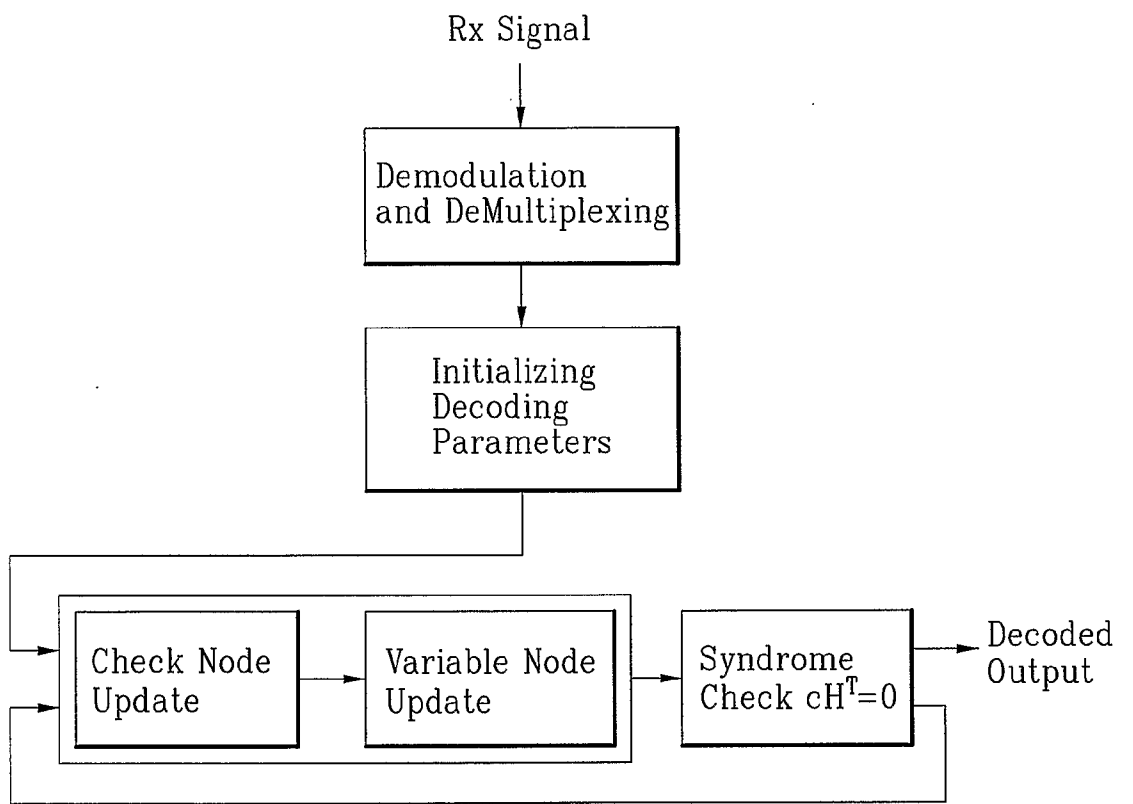 Rx Signal
Demodulation
and DeMultiplexing
Initializing
Decoding
Parameters
Check Node
Update
Variable Node
Update
Syndrome
Check cHᵀ=0
Decoded
Output